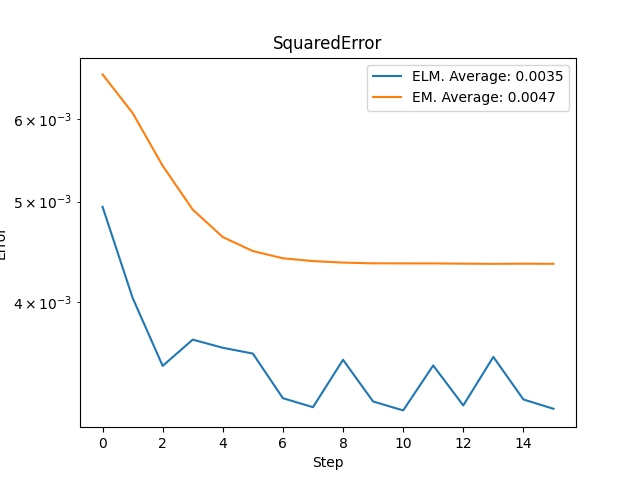 SquaredError
ELM. Average: 0.0035
EM. Average: 0.0047
6 × 10⁻³
5 × 10⁻³
4 × 10⁻³
Error
0 2 4 6 8 10 12 14
Step